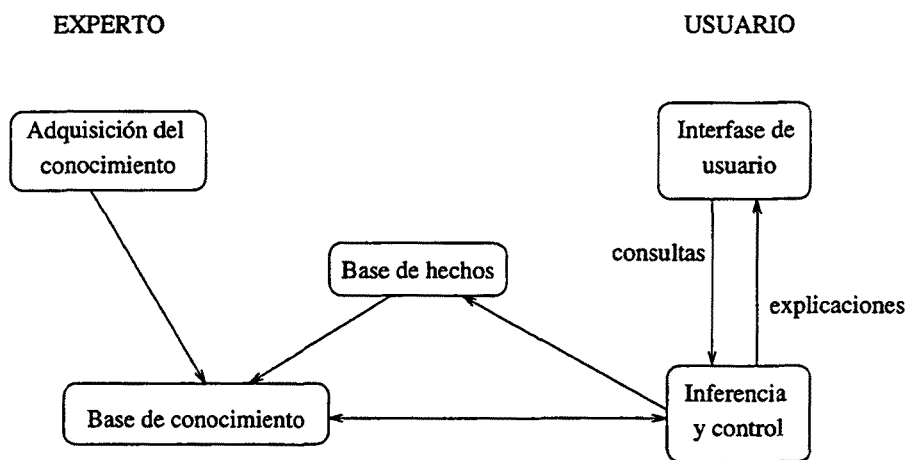 EXPERTO
USUARIO
Adquisición del
conocimiento
Interfase de
usuario
consultas
Base de hechos
explicaciones
Base de conocimiento
Inferencia
y control